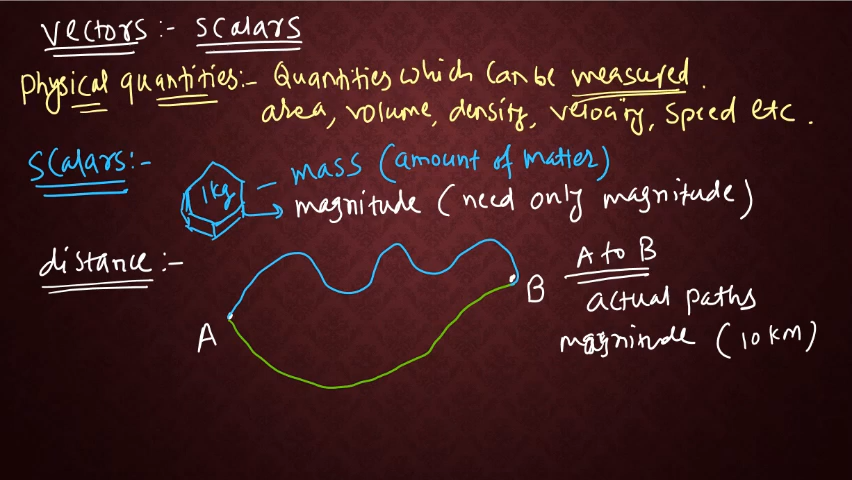 Vectors :- Scalars
Physical quantities:- Quantities which can be measured.
area, volume, density, velocity, Speed etc.
Scalars:-
1kg - mass (amount of matter)
magnitude (need only magnitude)
distance:-
A to B
A
B
actual paths
magnitude (10 KM)